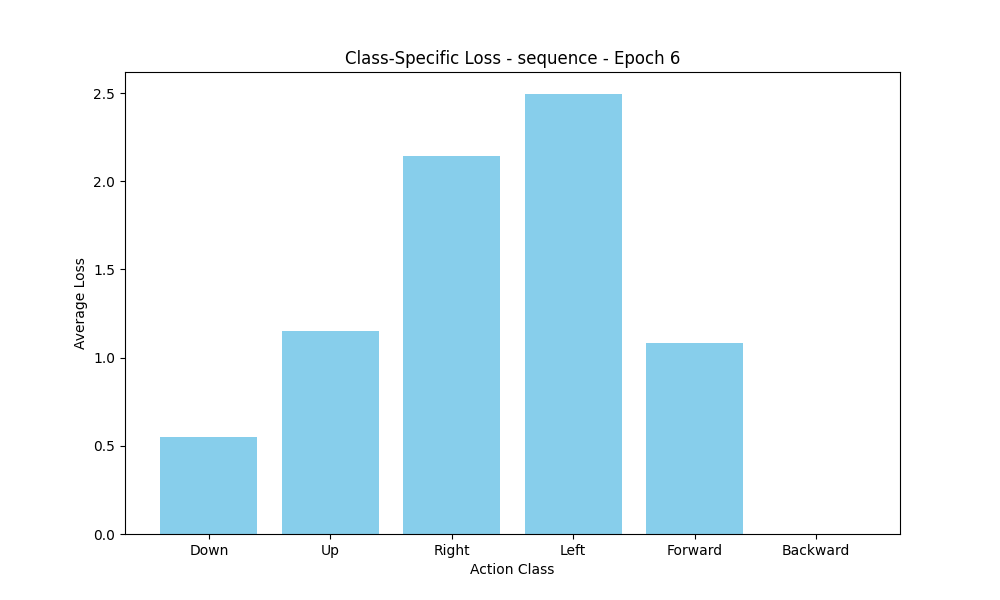 Class-Specific Loss - sequence - Epoch 6
2.5
2.0
1.5
1.0
0.5
0.0
Average Loss
Down Up Right Left Forward Backward
Action Class